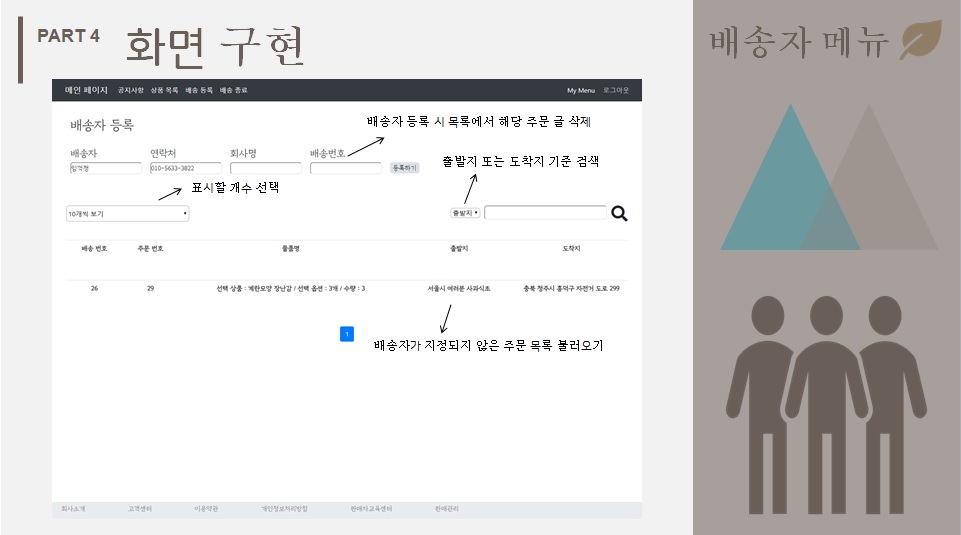 PART 4
화면 구현
배송자 메뉴
메인 페이지 공지사항 상품 목록 배송 등록 배송 종료 My Menu 로그아웃
배송자 등록
배송자 등록 시 목록에서 해당 주문 글 삭제
배송자 연락처 회사명 배송번호
임꺽정 010-5633-3822 등록하기
출발지 또는 도착지 기준 검색
표시할 개수 선택
10개씩 보기 출발지
배송 번호 주문 번호 물품명 출발지 도착지
26 29 선택 상품 : 계란모양 장난감 / 선택 옵션 : 3개 / 수량 : 3 서울시 여러분 사과식초 충북 청주시 흥덕구 자전거 도로 299
1
배송자가 지정되지 않은 주문 목록 불러오기
회사소개 고객센터 이용약관 개인정보처리방침 판매자교육센터 판매관리